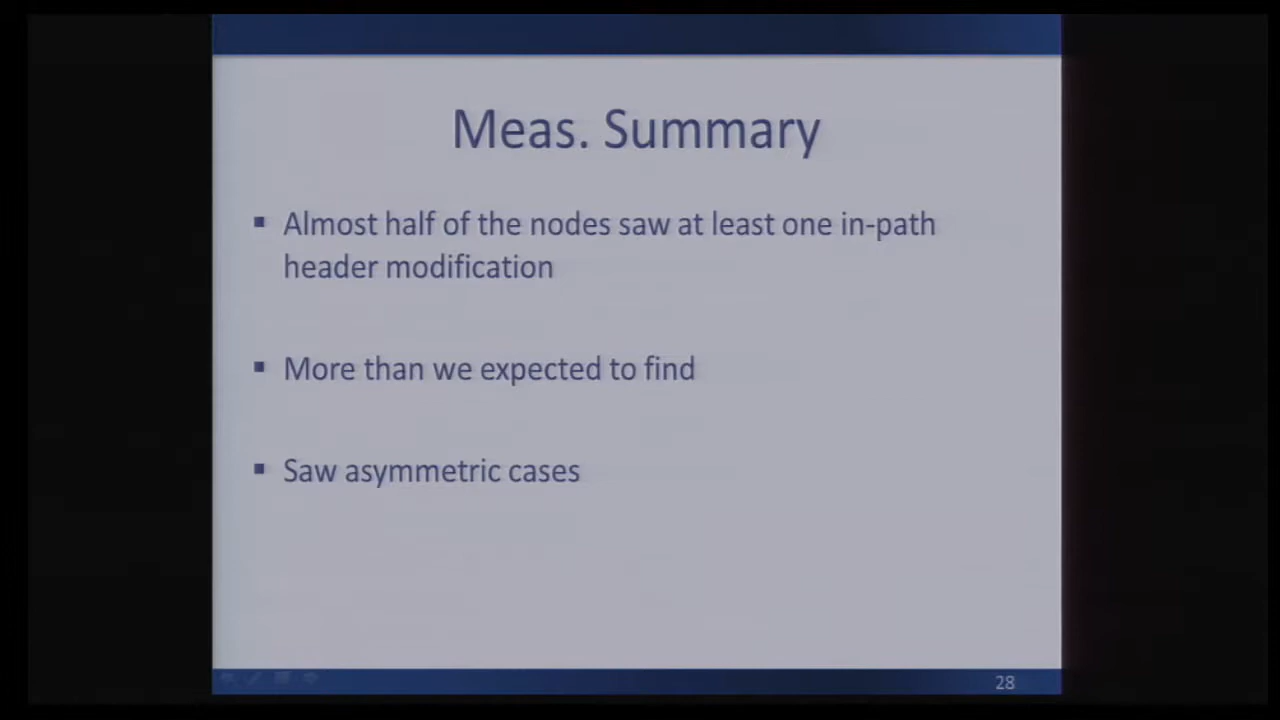 Meas. Summary
▪ Almost half of the nodes saw at least one in-path
header modification
▪ More than we expected to find
▪ Saw asymmetric cases
28